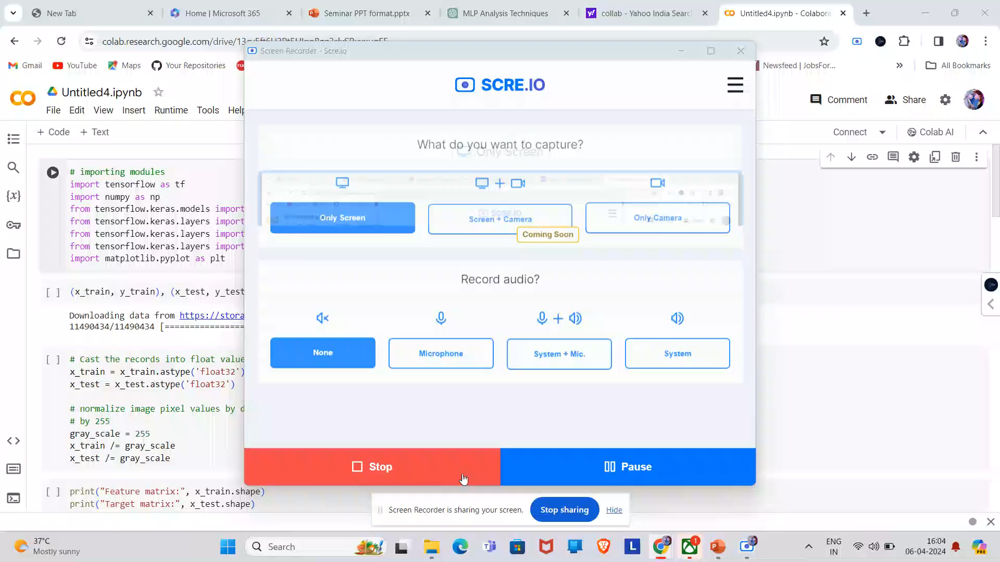 New Tab
Home | Microsoft 365
Seminar PPT format.pptx
MLP Analysis Techniques
collab - Yahoo India Searc
Untitled4.ipynb - Colabora
colab.research.google.com/drive/13
Screen Recorder - Scre.io
Gmail
YouTube
Maps
Your Repositories
Newsfeed | JobsFor...
All Bookmarks
SCRE.IO
Untitled4.ipynb
File Edit View Insert Runtime Tools Help
Comment
Share
+ Code + Text
Connect
Colab AI
What do you want to capture?
Only Screen
Only Screen
Screen + Camera
Only Camera
Coming Soon
# importing modules
import tensorflow as tf
import numpy as np
from tensorflow.keras.models import
from tensorflow.keras.layers import
from tensorflow.keras.layers import
from tensorflow.keras.layers import
import matplotlib.pyplot as plt
Record audio?
None
Microphone
System + Mic.
System
[ ] (x_train, y_train), (x_test, y_test
Downloading data from https://stora
11490434/11490434 [================
[ ] # Cast the records into float value
x_train = x_train.astype('float32')
x_test = x_test.astype('float32')
# normalize image pixel values by d
# by 255
gray_scale = 255
x_train /= gray_scale
x_test /= gray_scale
Stop
Pause
[ ] print("Feature matrix:", x_train.shape)
print("Target matrix:", x_test.shape)
Screen Recorder is sharing your screen.
Stop sharing
Hide
37°C
Mostly sunny
Search
1
ENG
IN
16:04
06-04-2024
PRE